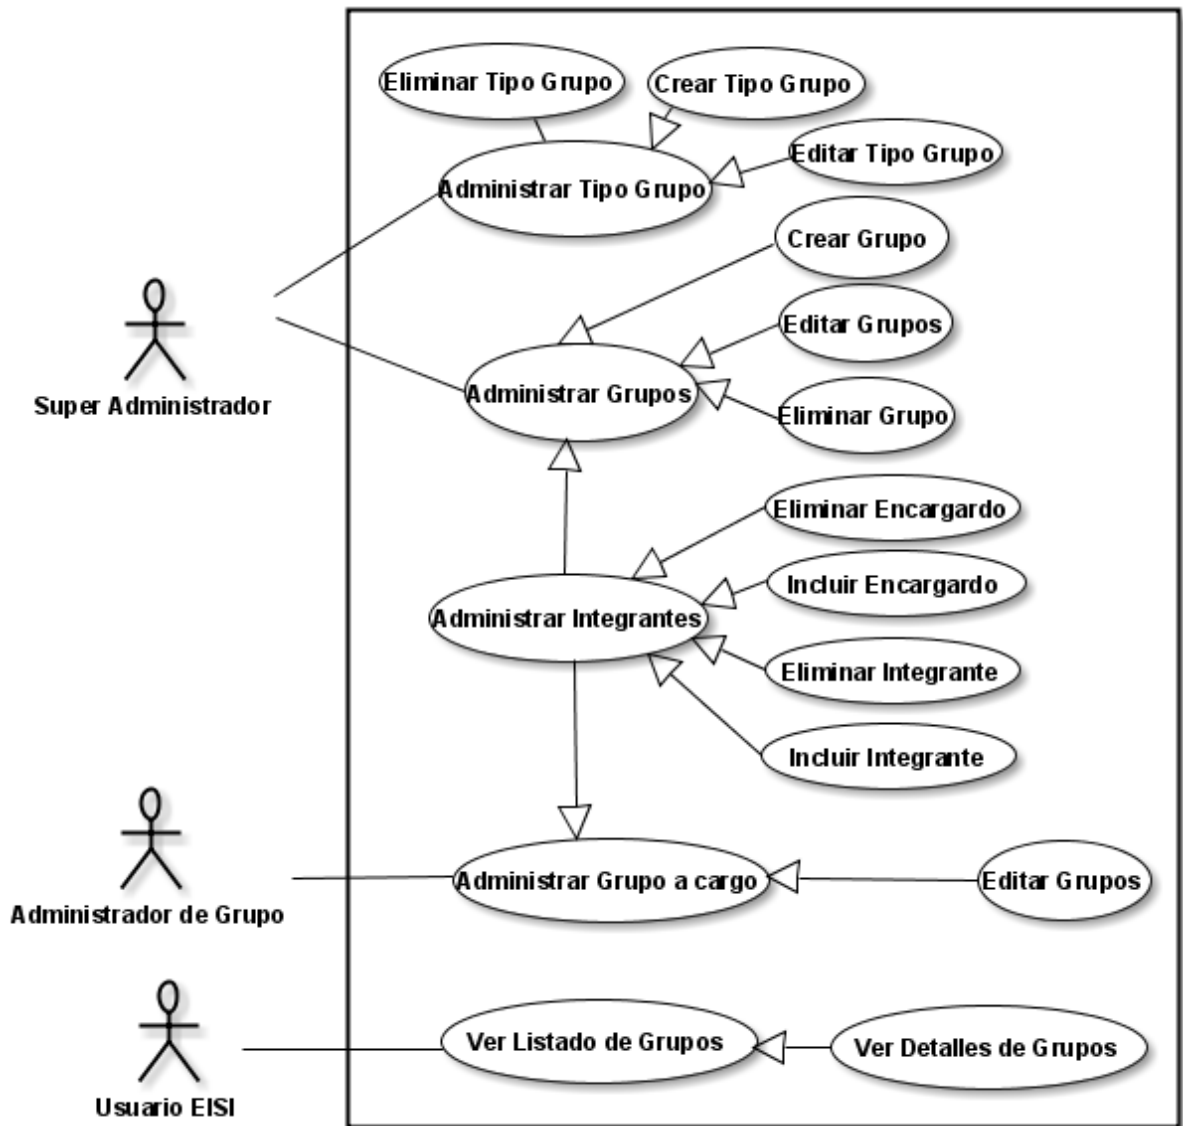 Eliminar Tipo Grupo
Crear Tipo Grupo
Editar Tipo Grupo
Administrar Tipo Grupo
Crear Grupo
Editar Grupos
Administrar Grupos
Eliminar Grupo
Super Administrador
Eliminar Encargardo
Incluir Encargardo
Administrar Integrantes
Eliminar Integrante
Incluir Integrante
Administrar Grupo a cargo
Editar Grupos
Administrador de Grupo
Ver Listado de Grupos
Ver Detalles de Grupos
Usuario EISI